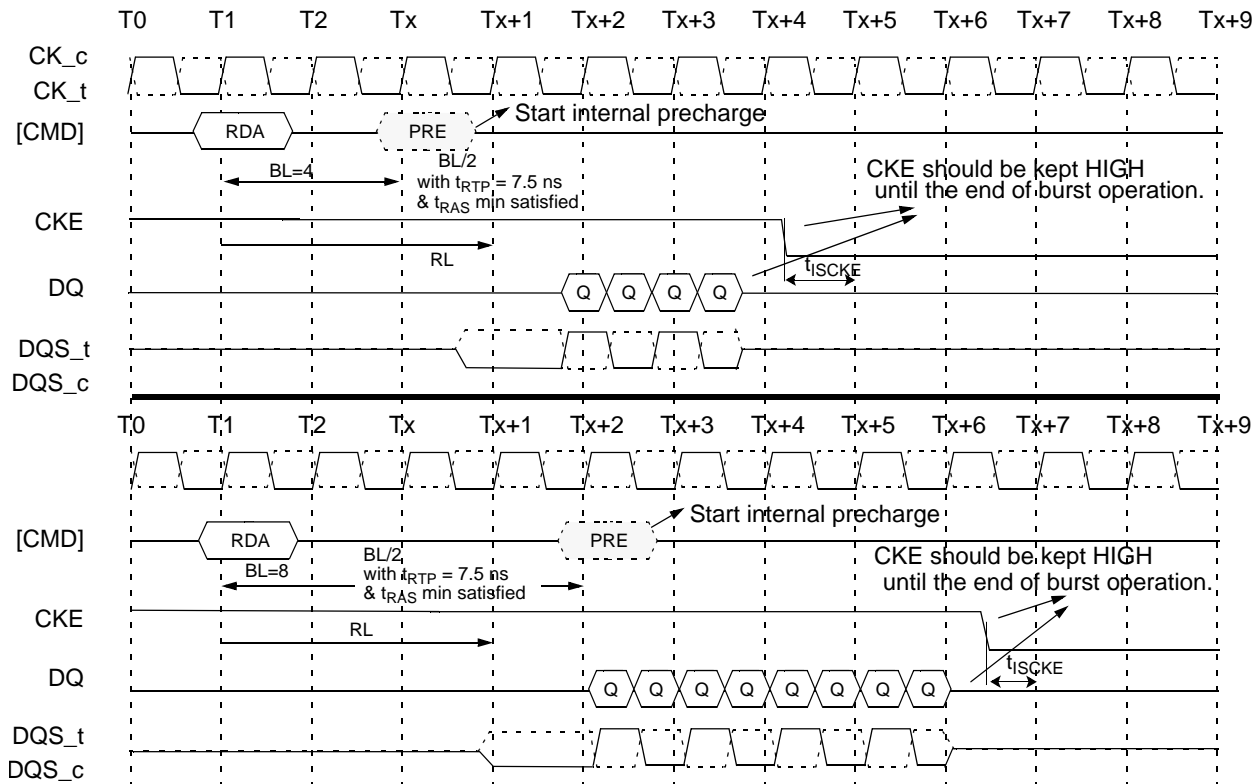 T0 T1 T2 Tx Tx+1 Tx+2 Tx+3 Tx+4 Tx+5 Tx+6 Tx+7 Tx+8 Tx+9
CK_c
CK_t
[CMD] RDA PRE Start internal precharge
BL=4 BL/2
with tRTP = 7.5 ns
& tRAS min satisfied
CKE should be kept HIGH
until the end of burst operation.
CKE
RL
tISCKE
DQ Q Q Q Q
DQS_t
DQS_c
T0 T1 T2 Tx Tx+1 Tx+2 Tx+3 Tx+4 Tx+5 Tx+6 Tx+7 Tx+8 Tx+9
[CMD] RDA PRE Start internal precharge
BL=8 BL/2
with tRTP = 7.5 ns
& tRAS min satisfied
CKE should be kept HIGH
until the end of burst operation.
CKE
RL
tISCKE
DQ Q Q Q Q Q Q Q Q
DQS_t
DQS_c